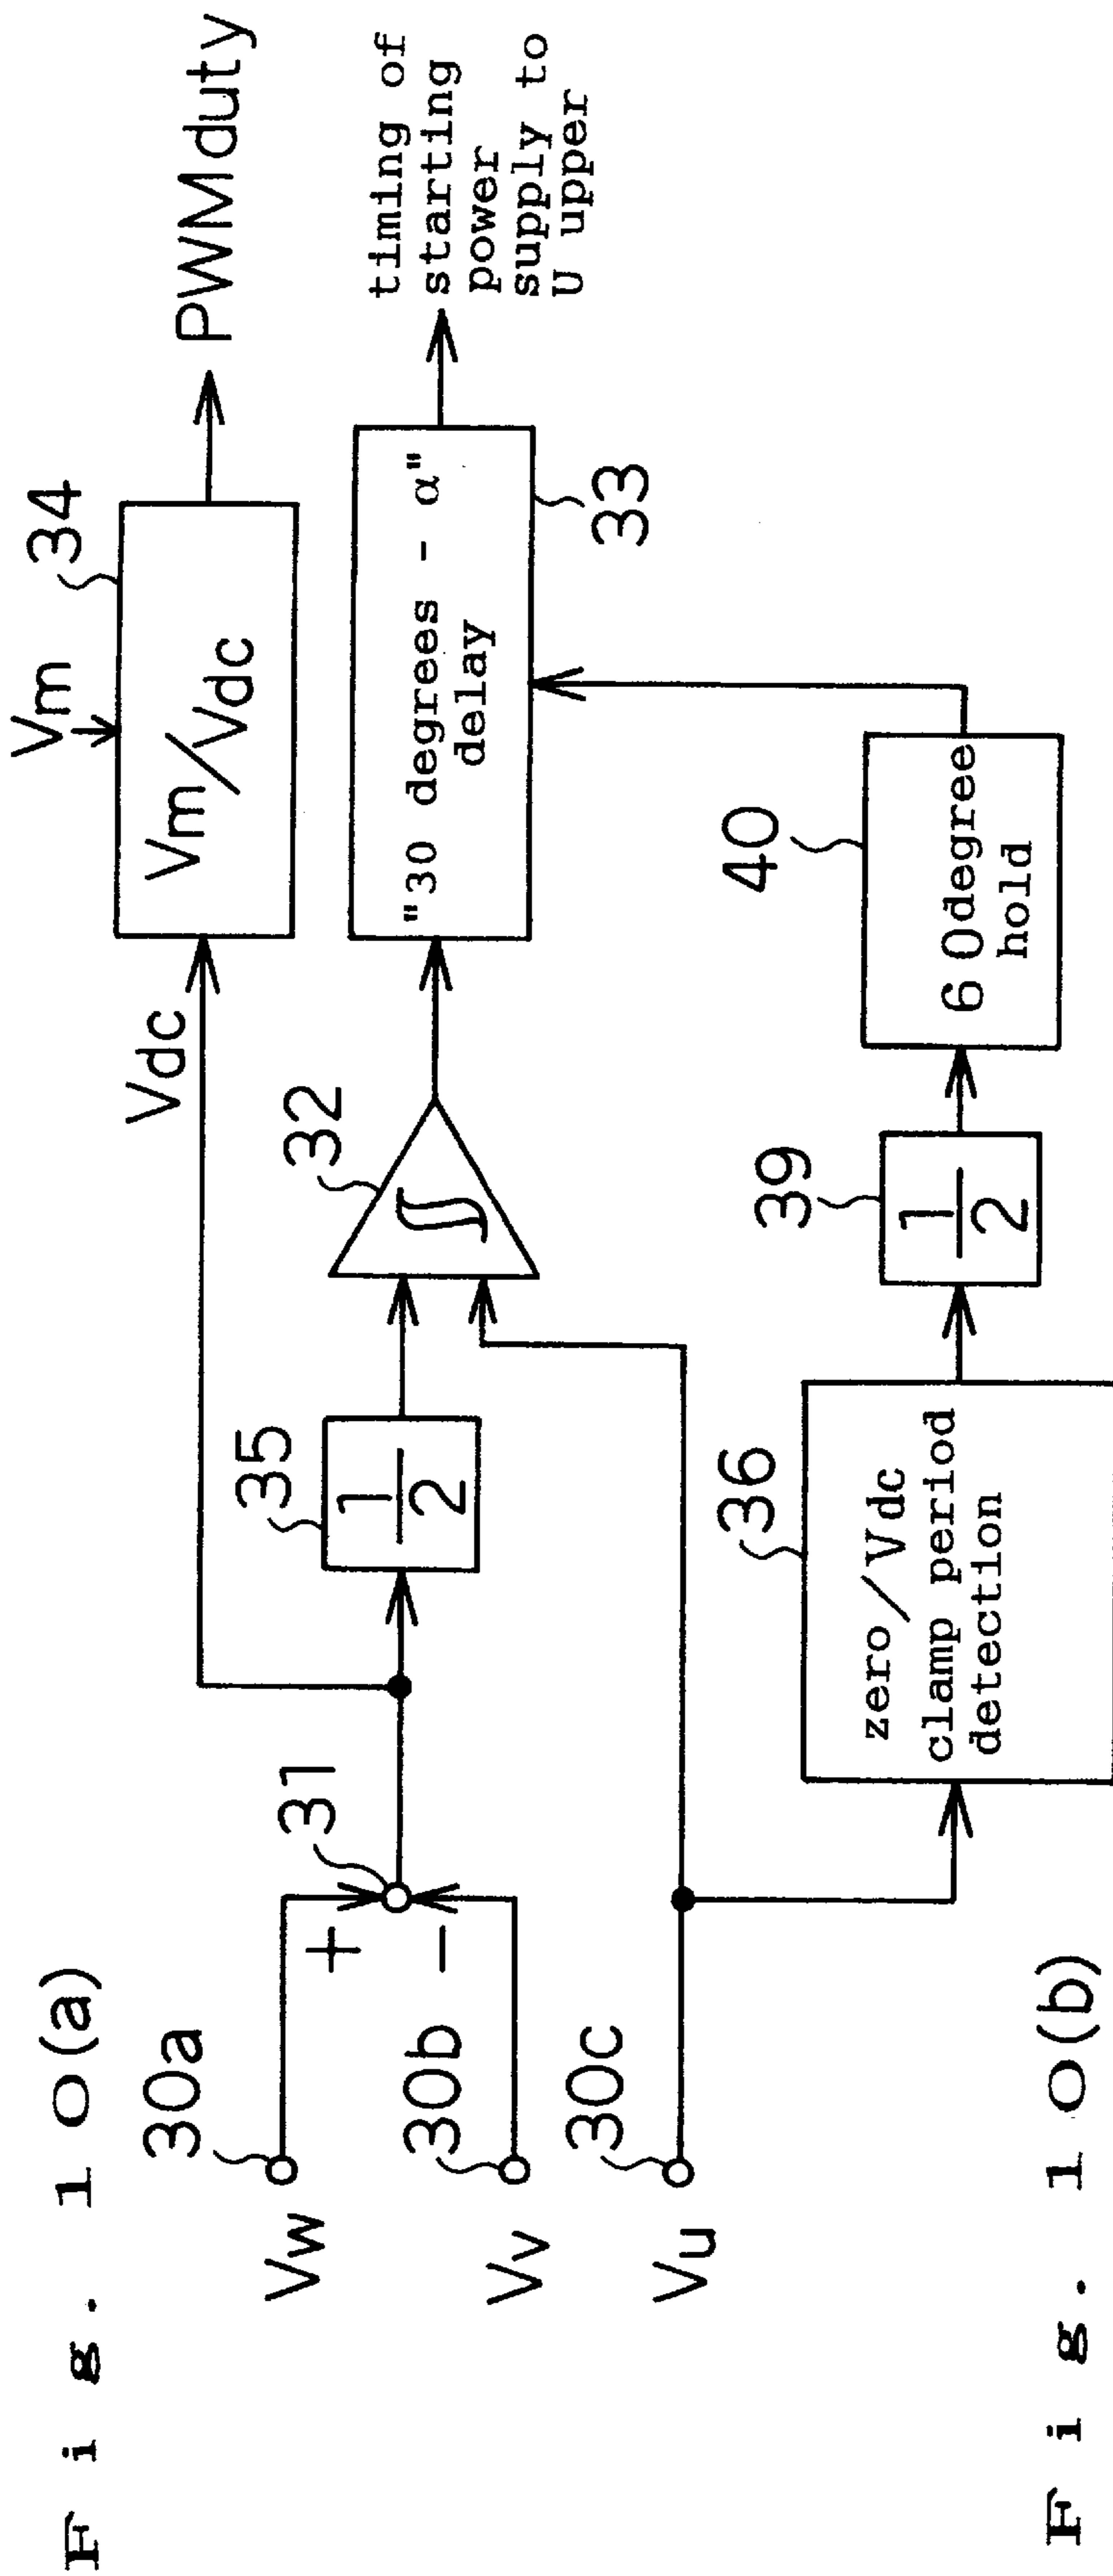 Fig. 10(a)
Vm
34
Vm/Vdc
PWMduty
Vdc
30a
Vw
+
31
35
1
2
32
∬
"30 degrees - α"
delay
33
timing of
starting
power
supply to
U upper
30b
Vv
-
30c
Vu
36
zero/Vdc
clamp period
detection
39
1
2
40
60degree
hold
Fig. 10(b)